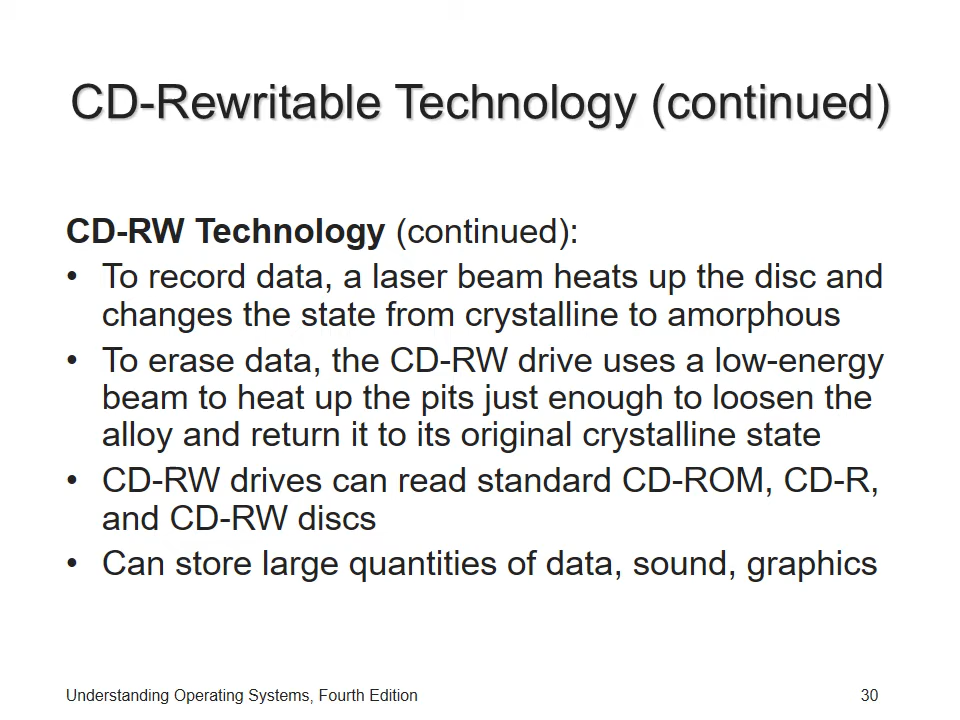 CD-Rewritable Technology (continued)
CD-RW Technology (continued):
• To record data, a laser beam heats up the disc and
changes the state from crystalline to amorphous
• To erase data, the CD-RW drive uses a low-energy
beam to heat up the pits just enough to loosen the
alloy and return it to its original crystalline state
• CD-RW drives can read standard CD-ROM, CD-R,
and CD-RW discs
• Can store large quantities of data, sound, graphics
Understanding Operating Systems, Fourth Edition 30